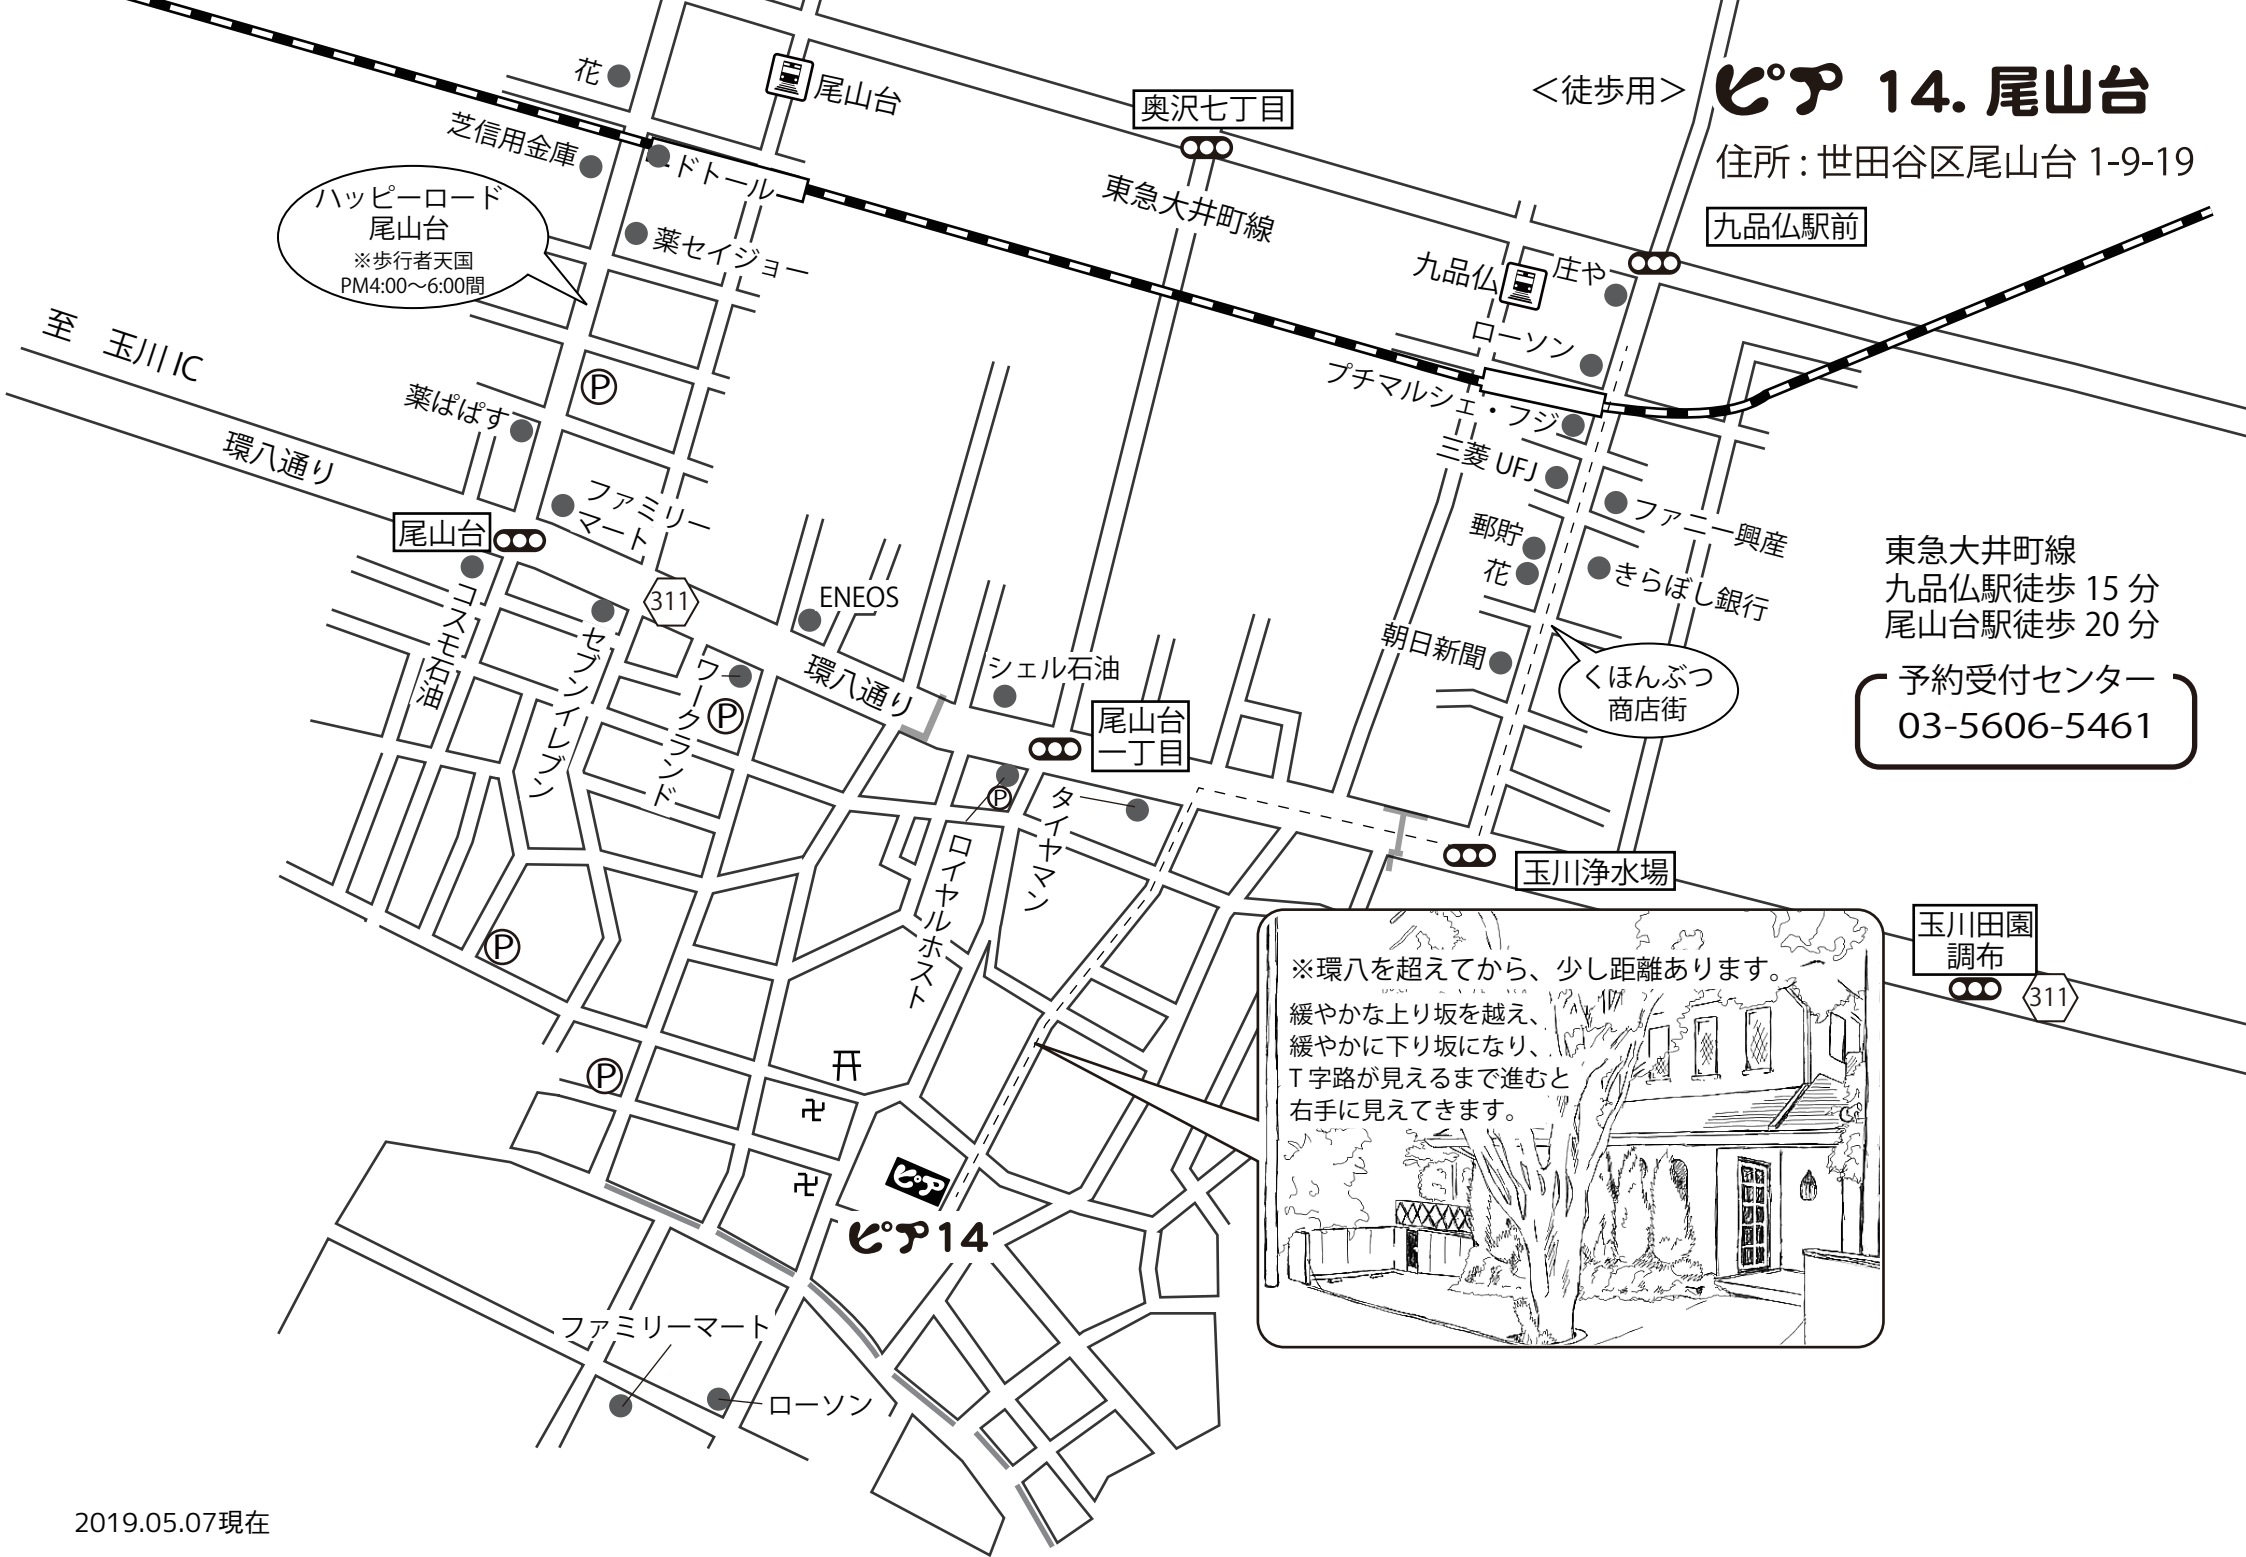 ＜徒歩用＞
ピア 14. 尾山台
住所 : 世田谷区尾山台 1-9-19
花
尾山台
奥沢七丁目
芝信用金庫
ドトール
東急大井町線
九品仏駅前
ハッピーロード
尾山台
※歩行者天国
PM4:00〜6:00間
薬セイジョー
九品仏
庄や
ローソン
至 玉川 IC
P
プチマルシェ・フジ
薬ぱぱす
環八通り
三菱 UFJ
ファミリー
マート
ファニー興産
尾山台
郵貯
花
きらぼし銀行
東急大井町線
九品仏駅徒歩 15 分
尾山台駅徒歩 20 分
311
ENEOS
コスモ石油
セブンイレブン
朝日新聞
くほんぶつ
商店街
予約受付センター
03-5606-5461
ワークランド
P
環八通り
シェル石油
尾山台
一丁目
P
タイヤマン
ロイヤルホスト
玉川浄水場
玉川田園
調布
311
P
※環八を超えてから、少し距離あります。
緩やかな上り坂を越え、
緩やかに下り坂になり、
T 字路が見えるまで進むと
右手に見えてきます。
P
卍
卍
ピア
ピア 14
ファミリーマート
ローソン
2019.05.07現在